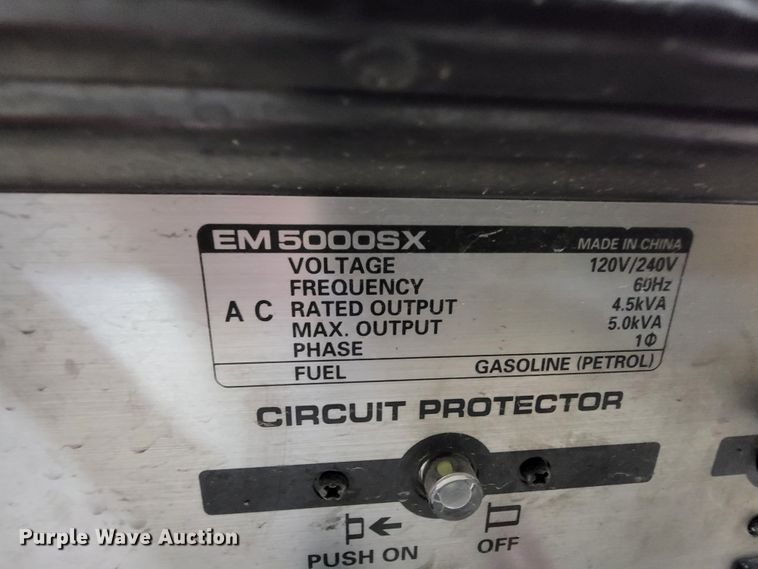 EM5000SX MADE IN CHINA
VOLTAGE 120V/240V
FREQUENCY 60Hz
AC RATED OUTPUT 4.5kVA
MAX. OUTPUT 5.0kVA
PHASE 1Φ
FUEL GASOLINE (PETROL)
CIRCUIT PROTECTOR
PUSH ON OFF
Purple Wave Auction